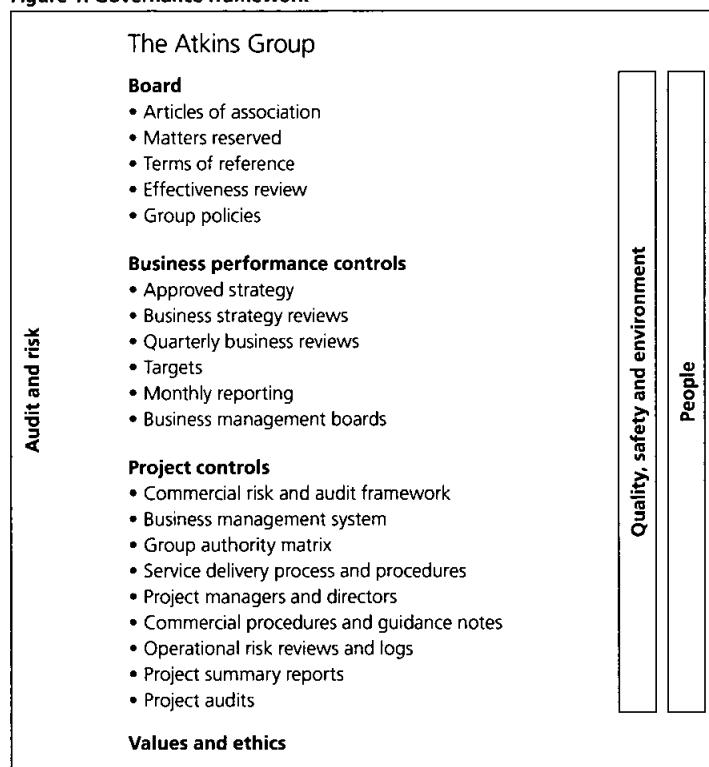 Figure Governance framework
The Atkins Group
Board
• Articles of association
• Matters reserved
• Terms of reference
• Effectiveness review
• Group policies
Business performance controls
• Approved strategy
• Business strategy reviews
• Quarterly business reviews
• Targets
• Monthly reporting
• Business management boards
Project controls
• Commercial risk and audit framework
• Business management system
• Group authority matrix
• Service delivery process and procedures
• Project managers and directors
• Commercial procedures and guidance notes
• Operational risk reviews and logs
• Project summary reports
• Project audits
Values and ethics
Audit and risk
Quality, safety and environment
People